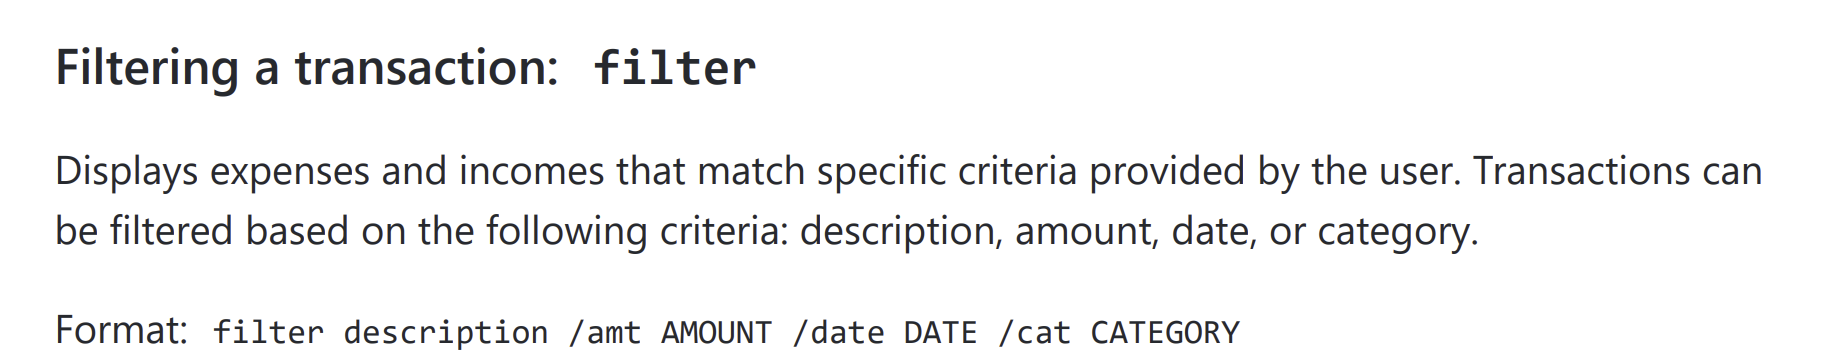 Filtering a transaction: filter
Displays expenses and incomes that match specific criteria provided by the user. Transactions can
be filtered based on the following criteria: description, amount, date, or category.
Format: filter description /amt AMOUNT /date DATE /cat CATEGORY